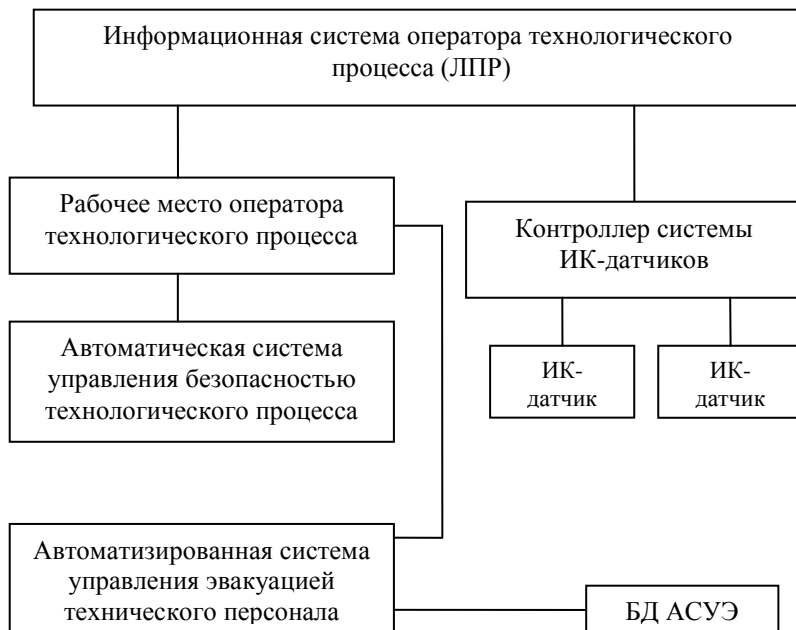 Информационная система оператора технологического
процесса (ЛПР)
Рабочее место оператора
технологического процесса
Контроллер системы
ИК-датчиков
Автоматическая система
управления безопасностью
технологического процесса
ИК-
датчик
ИК-
датчик
Автоматизированная система
управления эвакуацией
технического персонала
БД АСУЭ